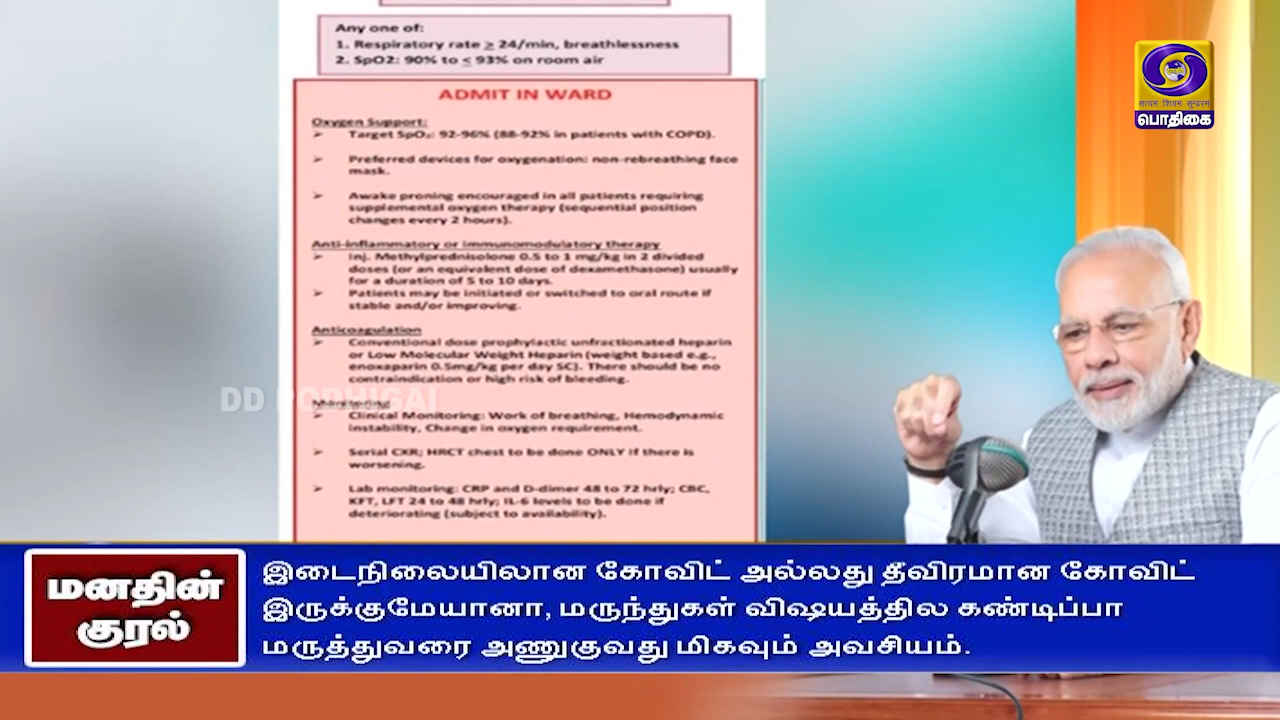 Any one of:
1. Respiratory rate ≥ 24/min, breathlessness
2. SpO2: 90% to ≤ 93% on room air
ADMIT IN WARD
Oxygen Support:
➢ Target SpO₂: 92-96% (88-92% in patients with COPD).
➢ Preferred devices for oxygenation: non-rebreathing face
mask.
➢ Awake proning encouraged in all patients requiring
supplemental oxygen therapy (sequential position
changes every 2 hours).
Anti-inflammatory or immunomodulatory therapy
➢ Inj. Methylprednisolone 0.5 to 1 mg/kg in 2 divided
doses (or an equivalent dose of dexamethasone) usually
for a duration of 5 to 10 days.
➢ Patients may be initiated or switched to oral route if
stable and/or improving.
Anticoagulation
➢ Conventional dose prophylactic unfractionated heparin
or Low Molecular Weight Heparin (weight based e.g.,
enoxaparin 0.5mg/kg per day SC). There should be no
contraindication or high risk of bleeding.
Monitoring
➢ Clinical Monitoring: Work of breathing, Hemodynamic
instability, Change in oxygen requirement.
➢ Serial CXR; HRCT chest to be done ONLY if there is
worsening.
➢ Lab monitoring: CRP and D-dimer 48 to 72 hrly; CBC,
KFT, LFT 24 to 48 hrly; IL-6 levels to be done if
deteriorating (subject to availability).
DD PODHIGAI
सत्यम शिवम सुन्दरम
பொதிகை
மனதின்
குரல்
இடைநிலையிலான கோவிட் அல்லது தீவிரமான கோவிட்
இருக்குமேயானா, மருந்துகள் விஷயத்தில கண்டிப்பா
மருத்துவரை அணுகுவது மிகவும் அவசியம்.